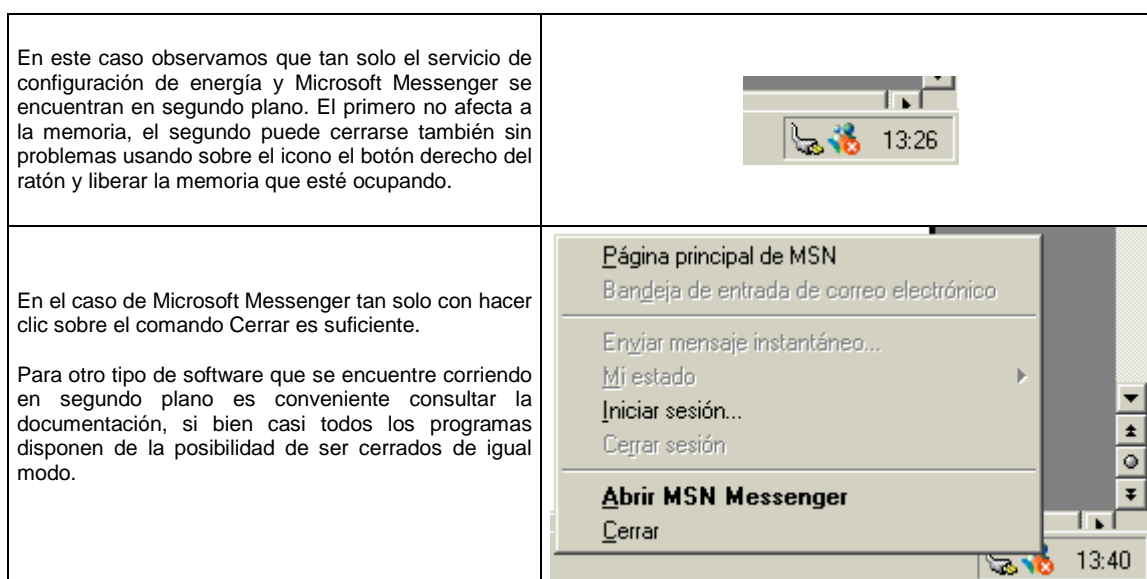 En este caso observamos que tan solo el servicio de
configuración de energía y Microsoft Messenger se
encuentran en segundo plano. El primero no afecta a
la memoria, el segundo puede cerrarse también sin
problemas usando sobre el icono el botón derecho del
ratón y liberar la memoria que esté ocupando.
13:26
En el caso de Microsoft Messenger tan solo con hacer
clic sobre el comando Cerrar es suficiente.
Para otro tipo de software que se encuentre corriendo
en segundo plano es conveniente consultar la
documentación, si bien casi todos los programas
disponen de la posibilidad de ser cerrados de igual
modo.
Página principal de MSN
Bandeja de entrada de correo electrónico
Enviar mensaje instantáneo...
Mi estado
Iniciar sesión...
Cerrar sesión
Abrir MSN Messenger
Cerrar
13:40